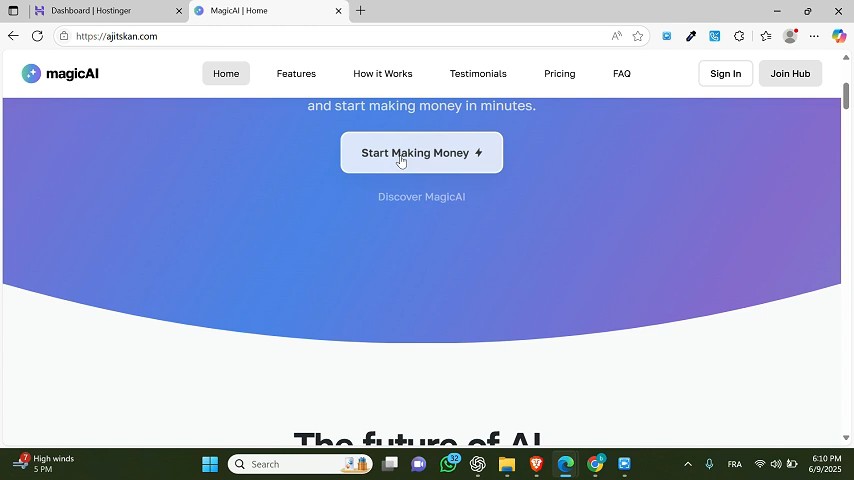 Dashboard | Hostinger
MagicAI | Home
https://ajitskan.com
magicAI
Home
Features
How it Works
Testimonials
Pricing
FAQ
Sign In
Join Hub
and start making money in minutes.
Start Making Money
Discover MagicAI
The future of AI
7
High winds
5 PM
Search
32
FRA
6:10 PM
6/9/2025